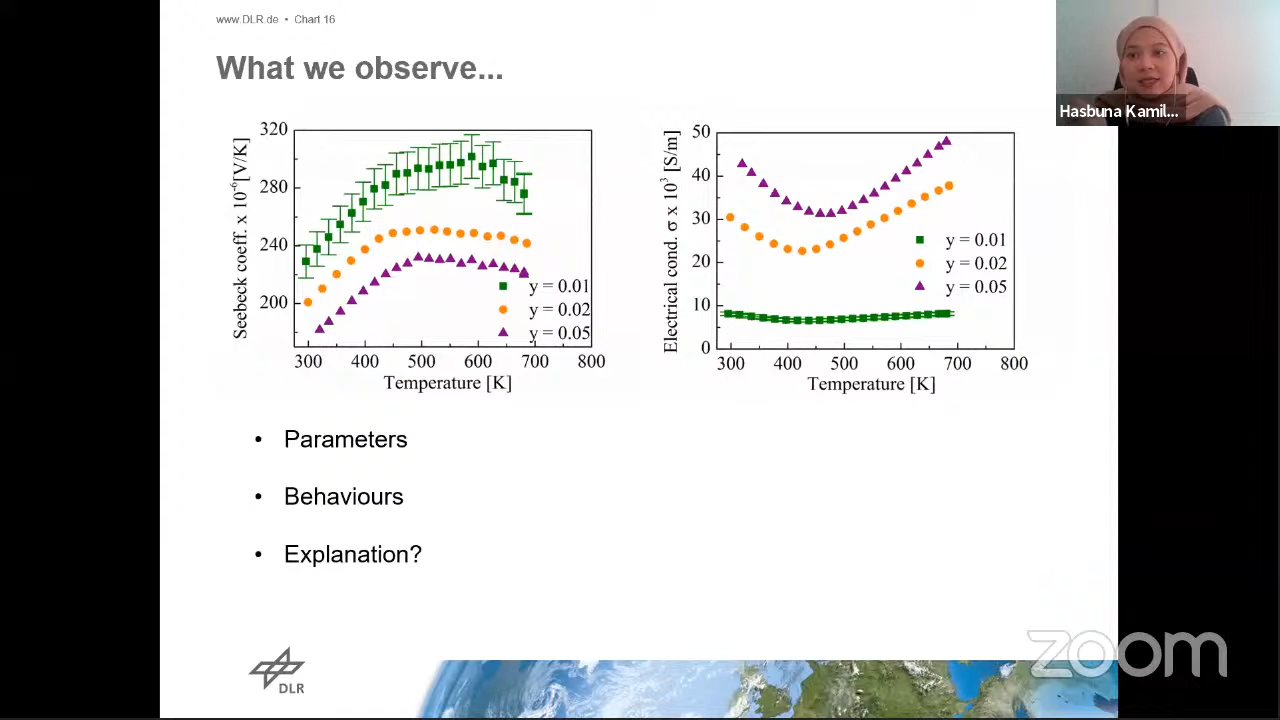 www.DLR.de • Chart 16
What we observe...
Hasbuna Kamil...
320
280
240
200
Seebeck coeff. x 10⁻⁶[V/K]
y = 0.01
y = 0.02
y = 0.05
300 400 500 600 700 800
Temperature [K]
50
40
30
20
10
0
Electrical cond. σ x 10³ [S/m]
y = 0.01
y = 0.02
y = 0.05
300 400 500 600 700 800
Temperature [K]
• Parameters
• Behaviours
• Explanation?
DLR
zoom